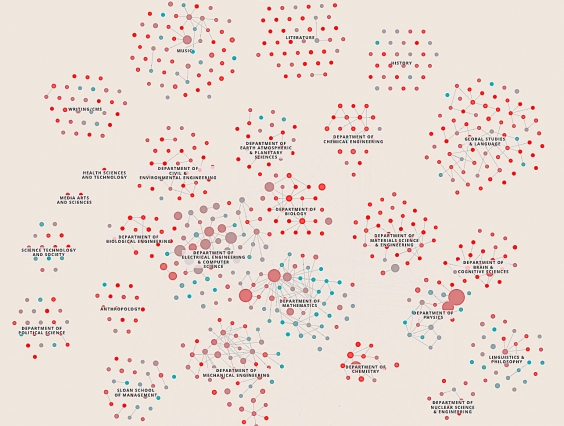 LITERATURE
MUSIC
HISTORY
WRITING/CMS
DEPARTMENT OF
CHEMICAL ENGINEERING
GLOBAL STUDIES
& LANGUAGE
DEPARTMENT OF
EARTH ATMOSPHERIC
& PLANETARY
SCIENCES
HEALTH SCIENCES
AND TECHNOLOGY
DEPARTMENT OF
CIVIL &
ENVIRONMENTAL ENGINEERING
MEDIA ARTS
AND SCIENCES
DEPARTMENT OF
BIOLOGY
DEPARTMENT OF
BIOLOGICAL ENGINEERING
DEPARTMENT OF
MATERIALS SCIENCE
& ENGINEERING
SCIENCE TECHNOLOGY
AND SOCIETY
DEPARTMENT OF
ELECTRICAL ENGINEERING
& COMPUTER
SCIENCE
DEPARTMENT OF
BRAIN &
COGNITIVE SCIENCES
DEPARTMENT OF
MATHEMATICS
ANTHROPOLOGY
DEPARTMENT OF
PHYSICS
DEPARTMENT OF
POLITICAL SCIENCE
LINGUISTICS &
PHILOSOPHY
DEPARTMENT OF
CHEMISTRY
DEPARTMENT OF
MECHANICAL ENGINEERING
SLOAN SCHOOL
OF MANAGEMENT
DEPARTMENT OF
NUCLEAR SCIENCE
& ENGINEERING